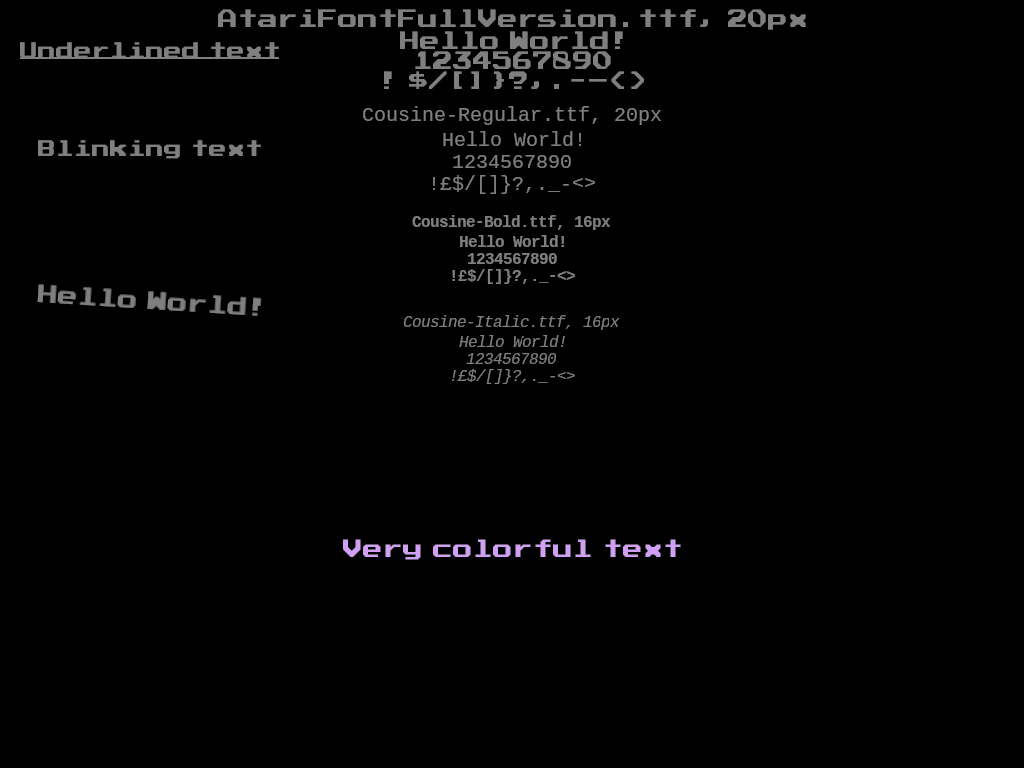 AtariFontFullVersion.ttf, 20px
Hello World!
Underlined text
1234567890
! $/[] }?,.--<>
Cousine-Regular.ttf, 20px
Hello World!
Blinking text
1234567890
!£$/[]}?,._-<>
Cousine-Bold.ttf, 16px
Hello World!
1234567890
!£$/[]}?,._-<>
Hello World!
Cousine-Italic.ttf, 16px
Hello World!
1234567890
!£$/[]}?,._-<>
Very colorful text